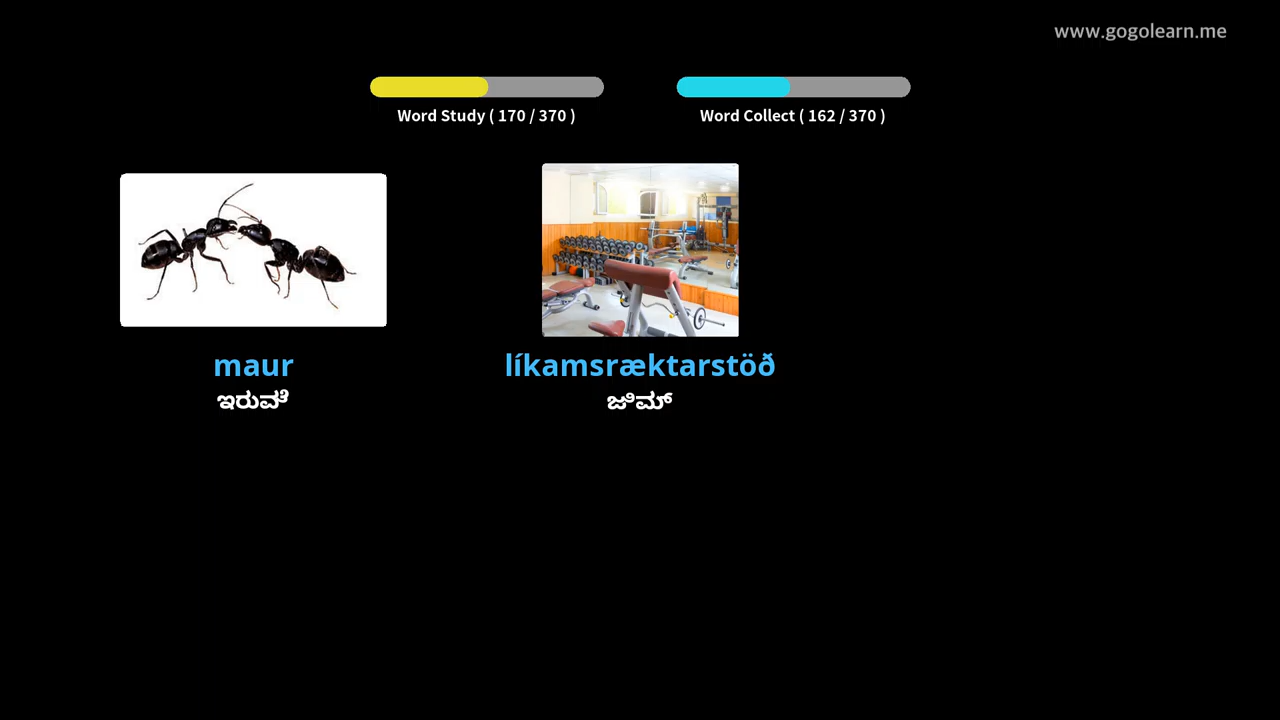 www.gogolearn.me
Word Study ( 170 / 370 )
Word Collect ( 162 / 370 )
maur
ಇರುವೆ
líkamsræktarstöð
ಜಿಮ್